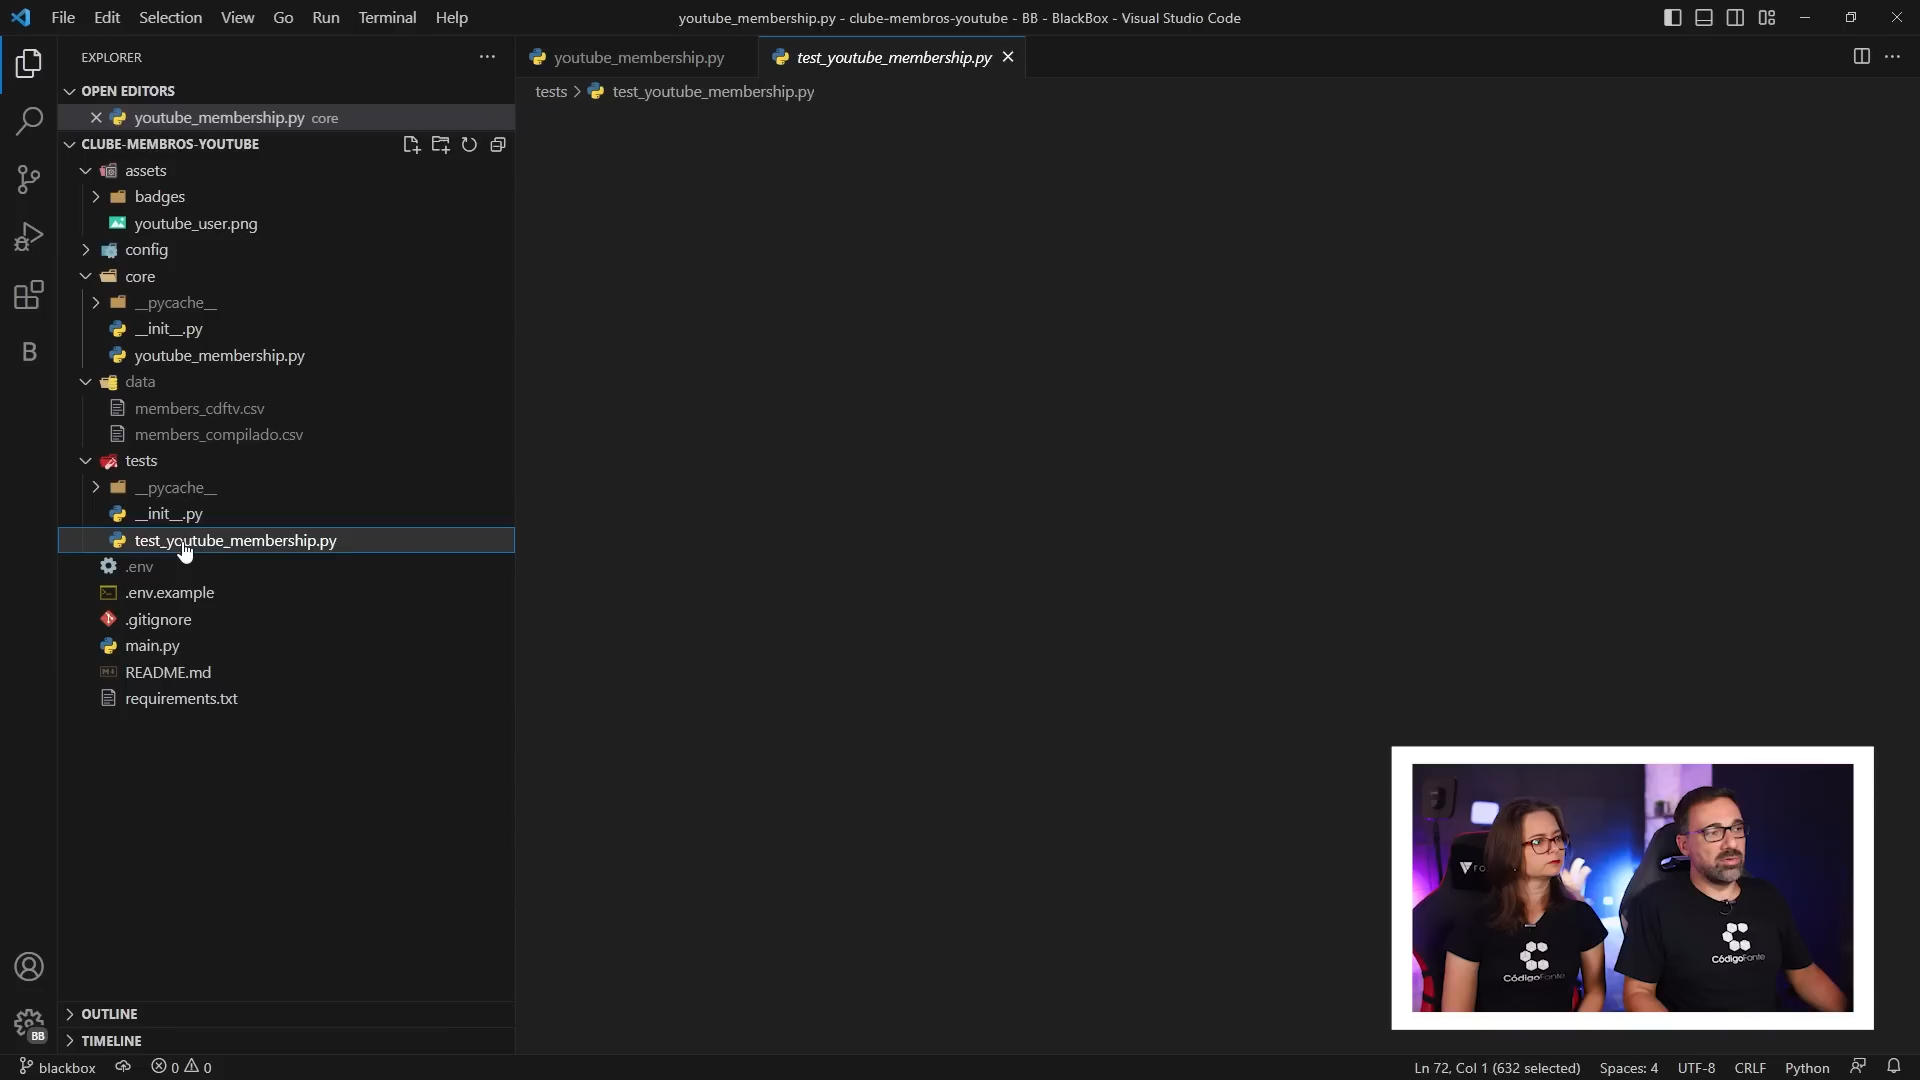 File Edit Selection View Go Run Terminal Help
youtube_membership.py - clube-membros-youtube - BB - BlackBox - Visual Studio Code
EXPLORER
youtube_membership.py
test_youtube_membership.py
OPEN EDITORS
tests > test_youtube_membership.py
youtube_membership.py core
CLUBE-MEMBROS-YOUTUBE
assets
badges
youtube_user.png
config
core
__pycache__
__init__.py
youtube_membership.py
data
members_cdftv.csv
members_compilado.csv
tests
__pycache__
__init__.py
test_youtube_membership.py
.env
.env.example
.gitignore
main.py
README.md
requirements.txt
B
CódigoFonte
CódigoFonte
BB
OUTLINE
TIMELINE
blackbox
0 0
Ln 72, Col 1 (632 selected)
Spaces: 4
UTF-8
CRLF
Python